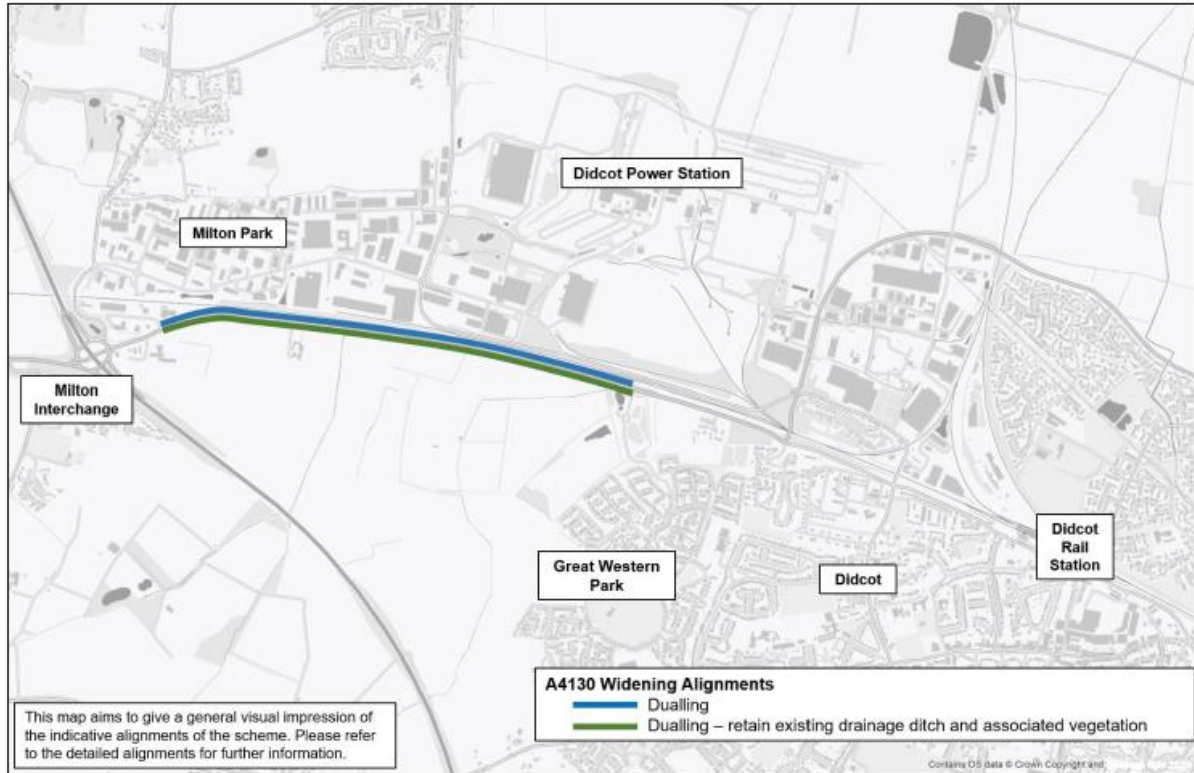 Didcot Power Station
Milton Park
Milton
Interchange
Didcot
Rail
Station
Great Western
Park
Didcot
A4130 Widening Alignments
Dualling
Dualling – retain existing drainage ditch and associated vegetation
This map aims to give a general visual impression of
the indicative alignments of the scheme. Please refer
to the detailed alignments for further information.
Contains OS data © Crown Copyright and